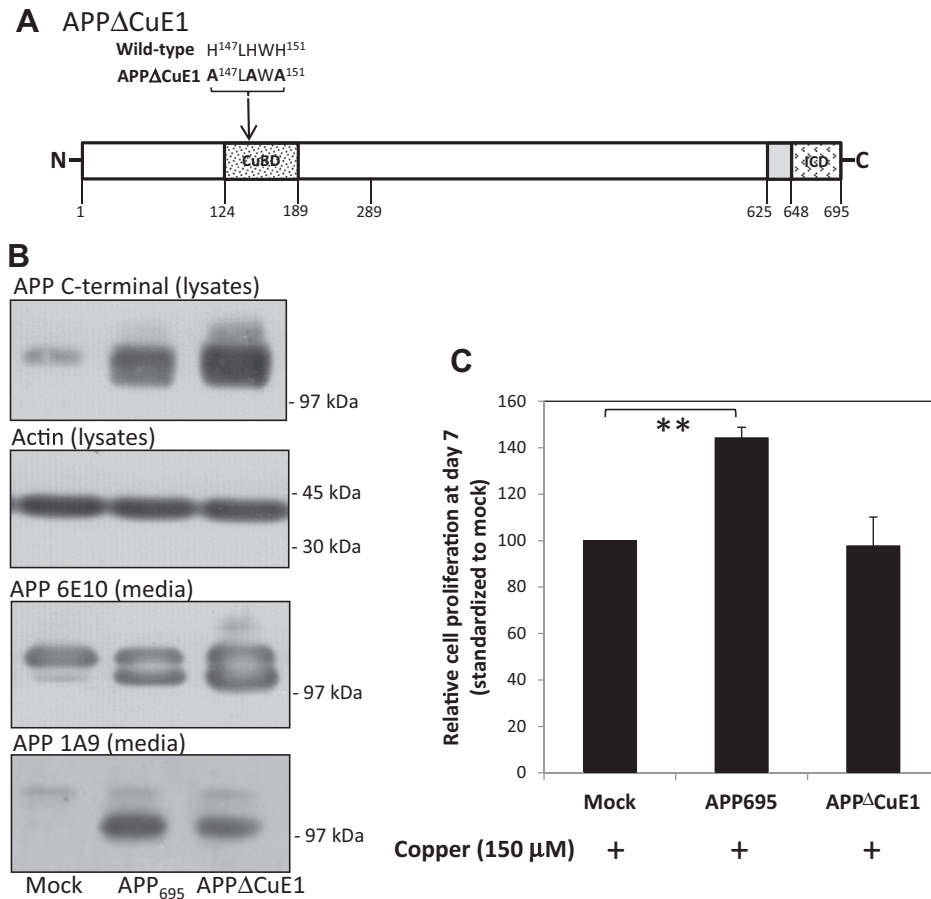 A APPΔCuE1
Wild-type H¹⁴⁷LHWH¹⁵¹
APPΔCuE1 A¹⁴⁷LAWA¹⁵¹
N CuBD ICD C
1 124 189 289 625 648 695
B
APP C-terminal (lysates)
- 97 kDa
Actin (lysates)
- 45 kDa
- 30 kDa
APP 6E10 (media)
- 97 kDa
APP 1A9 (media)
- 97 kDa
Mock APP₆₉₅ APPΔCuE1
C
Relative cell proliferation at day 7
(standardized to mock)
160
140
120
100
80
60
40
20
0
**
Mock APP695 APPΔCuE1
Copper (150 µM) + + +